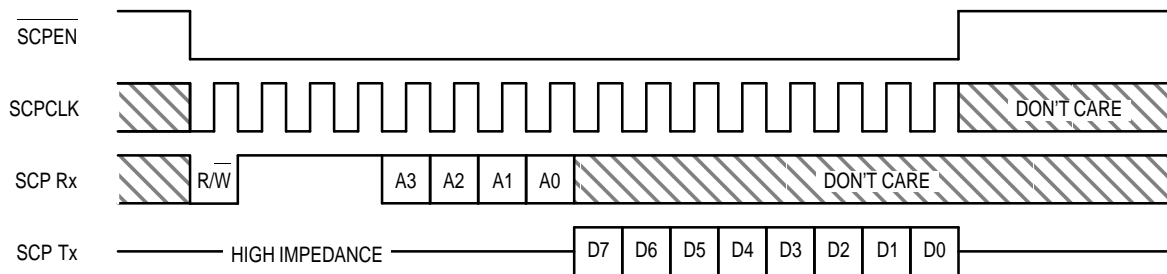 SCPEN
SCPCLK DON'T CARE
SCP Rx R/W A3 A2 A1 A0 DON'T CARE
SCP Tx HIGH IMPEDANCE D7 D6 D5 D4 D3 D2 D1 D0